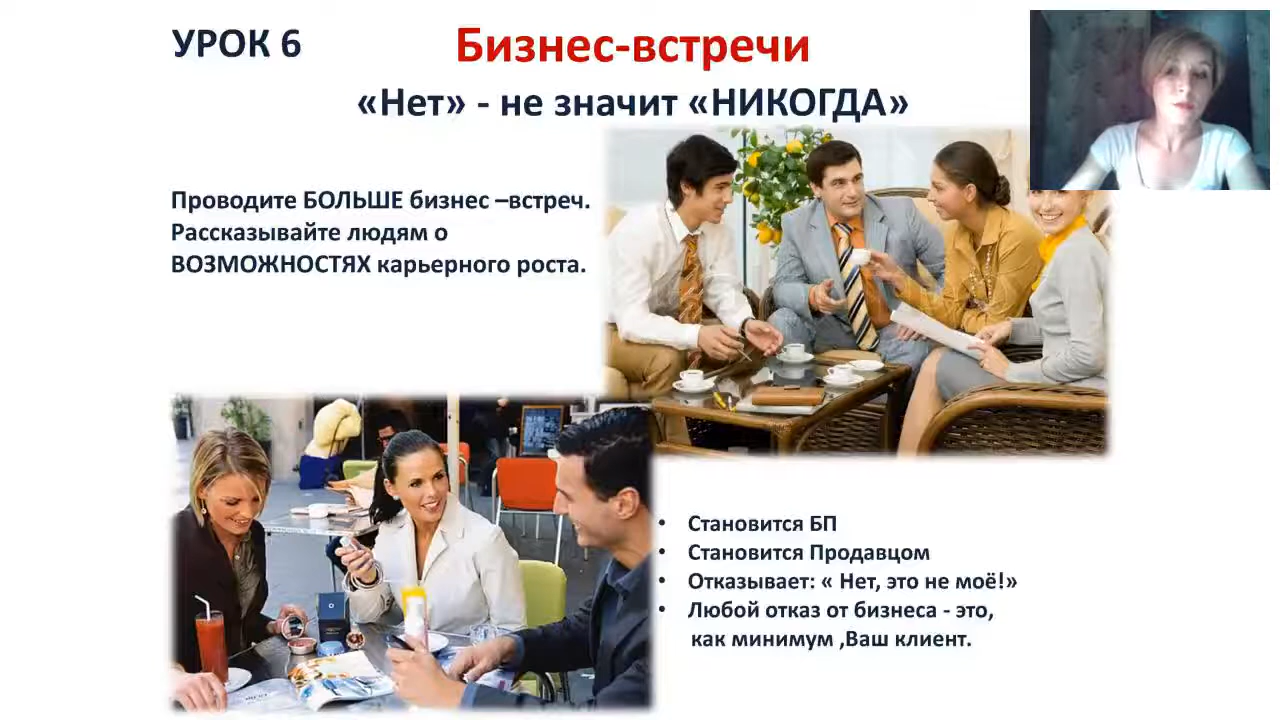 УРОК 6
Бизнес-встречи
«Нет» - не значит «НИКОГДА»
Проводите БОЛЬШЕ бизнес –встреч.
Рассказывайте людям о
ВОЗМОЖНОСТЯХ карьерного роста.
• Становится БП
• Становится Продавцом
• Отказывает: « Нет, это не моё!»
• Любой отказ от бизнеса - это,
как минимум ,Ваш клиент.